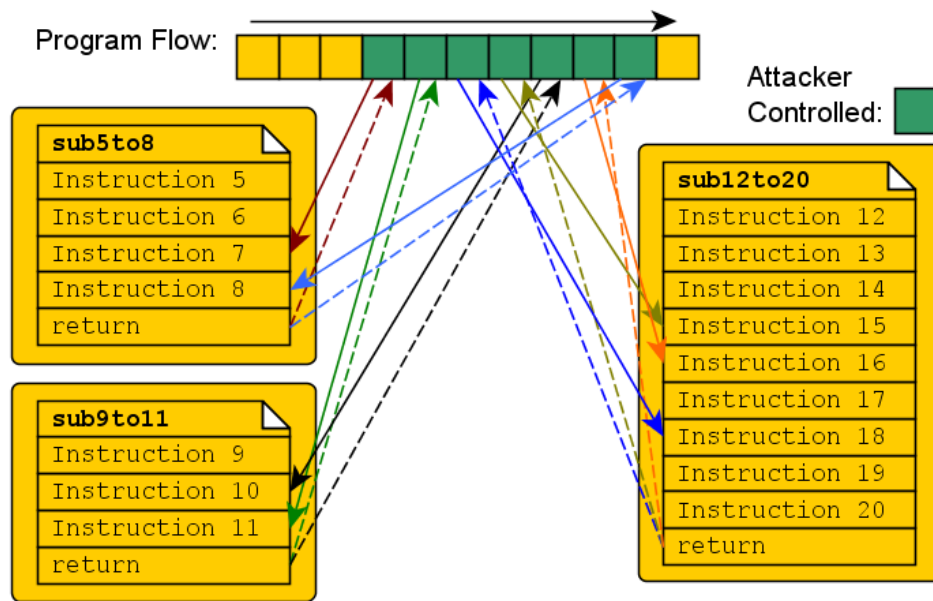 Program Flow:
Attacker
Controlled:
sub5to8
Instruction 5
Instruction 6
Instruction 7
Instruction 8
return
sub9to11
Instruction 9
Instruction 10
Instruction 11
return
sub12to20
Instruction 12
Instruction 13
Instruction 14
Instruction 15
Instruction 16
Instruction 17
Instruction 18
Instruction 19
Instruction 20
return